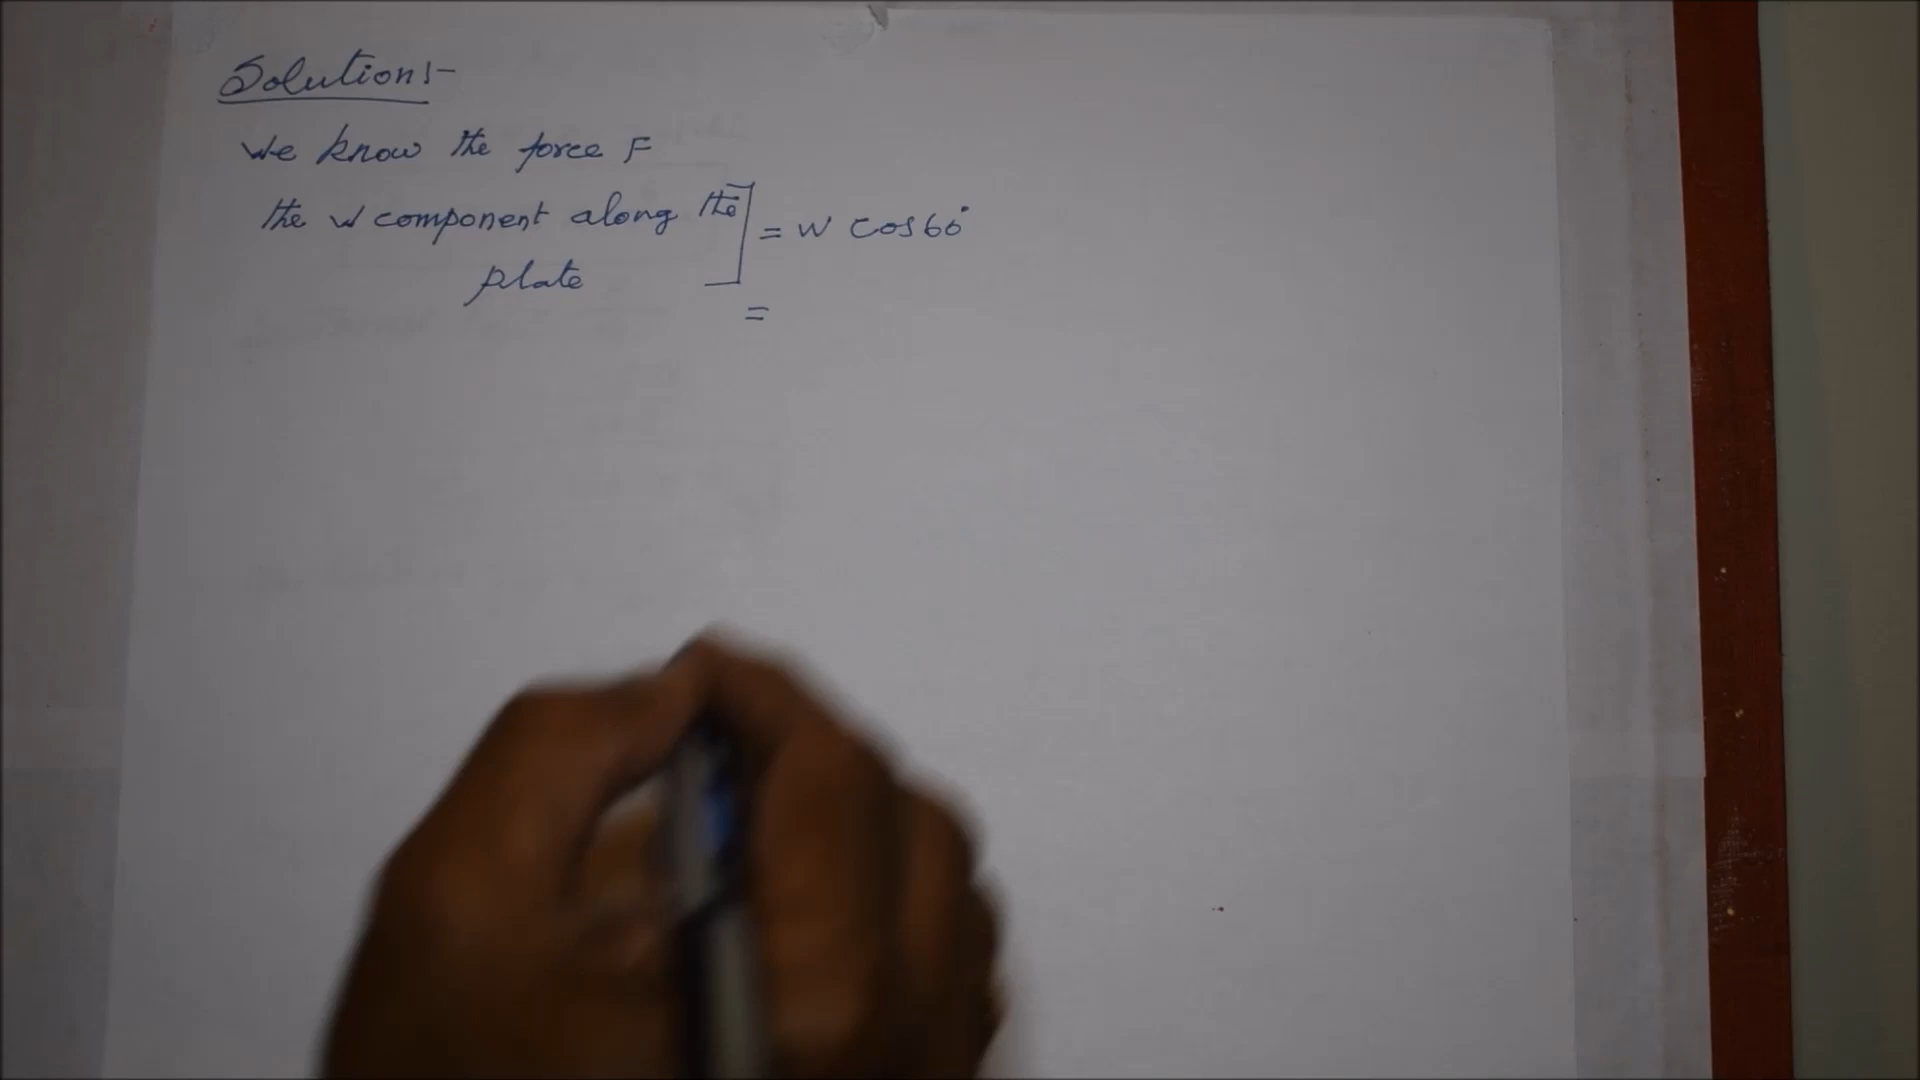 Solution:-
We know the force F
the W component along the = W cos 60°
plate
=